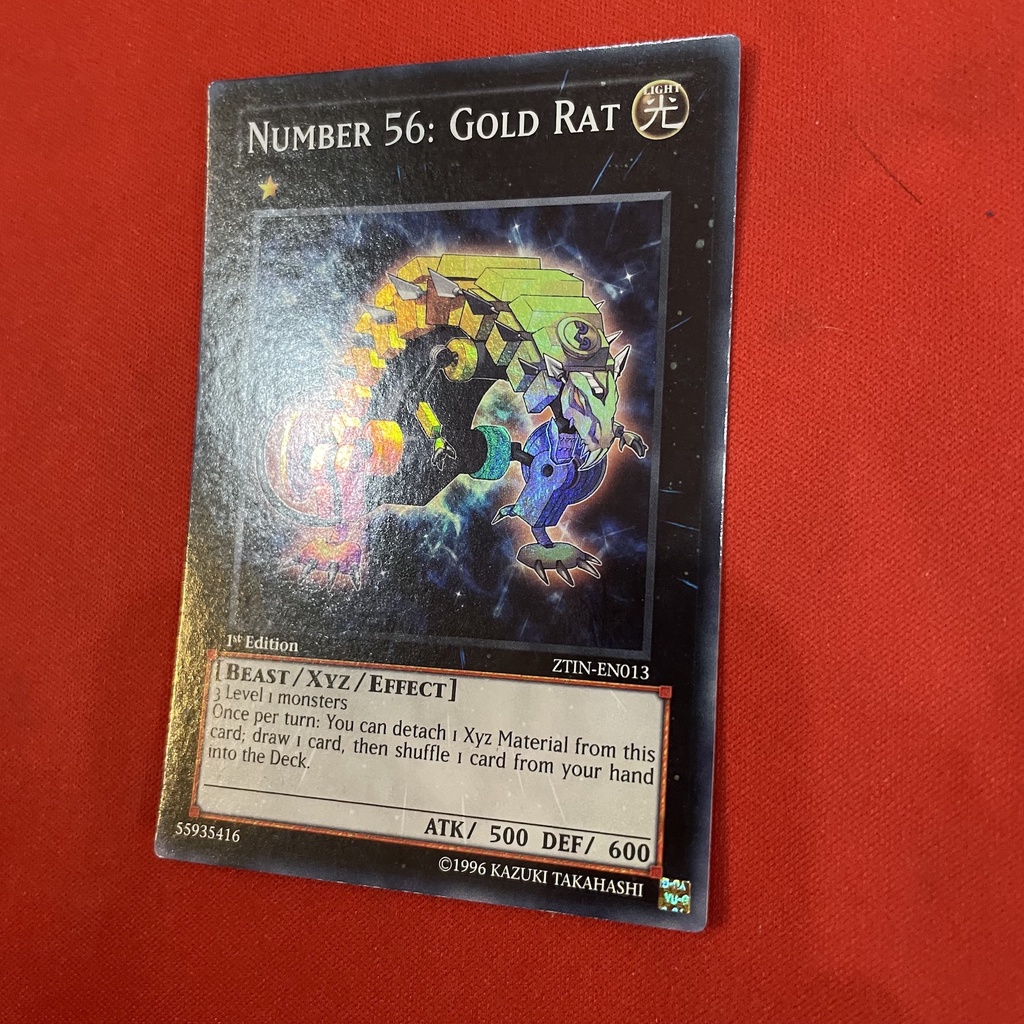 NUMBER 56: GOLD RAT
LIGHT
光
1st Edition
ZTIN-EN013
[BEAST/XYZ/EFFECT]
3 Level 1 monsters
Once per turn: You can detach 1 Xyz Material from this
card; draw 1 card, then shuffle 1 card from your hand
into the Deck.
ATK/ 500 DEF/ 600
55935416
©1996 KAZUKI TAKAHASHI